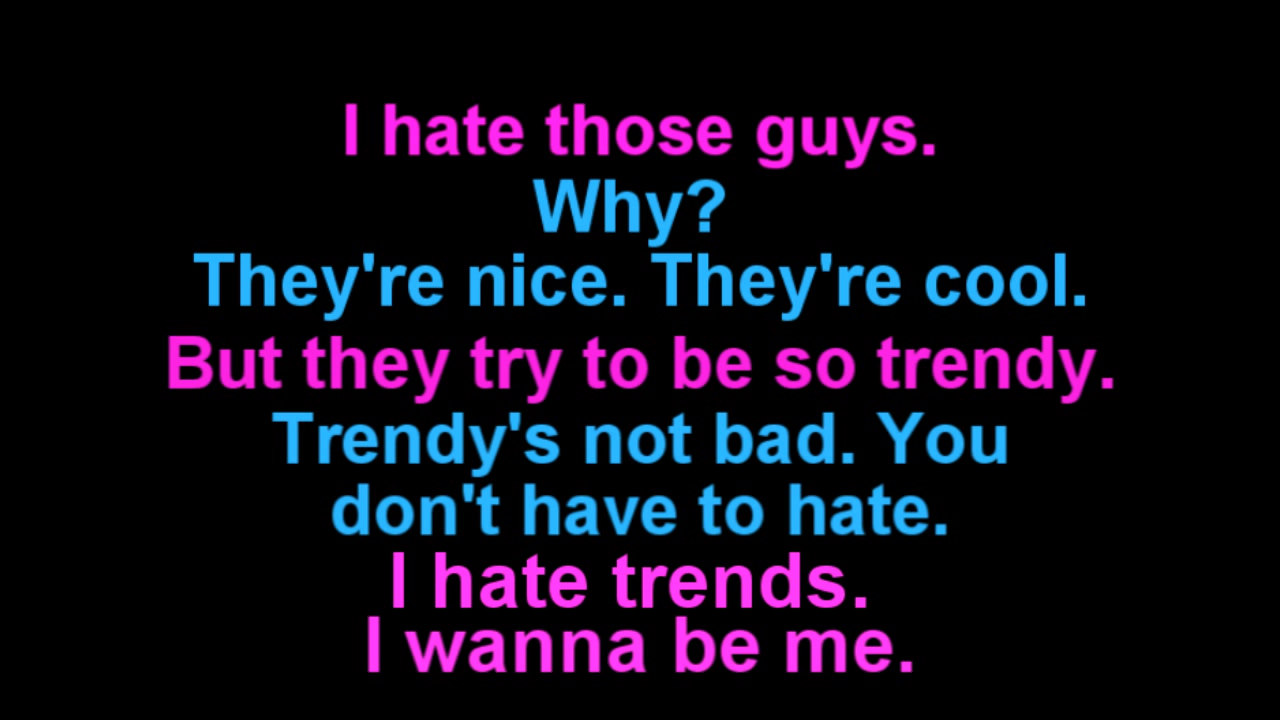 I hate those guys.
Why?
They're nice. They're cool.
But they try to be so trendy.
Trendy's not bad. You
don't have to hate.
I hate trends.
I wanna be me.